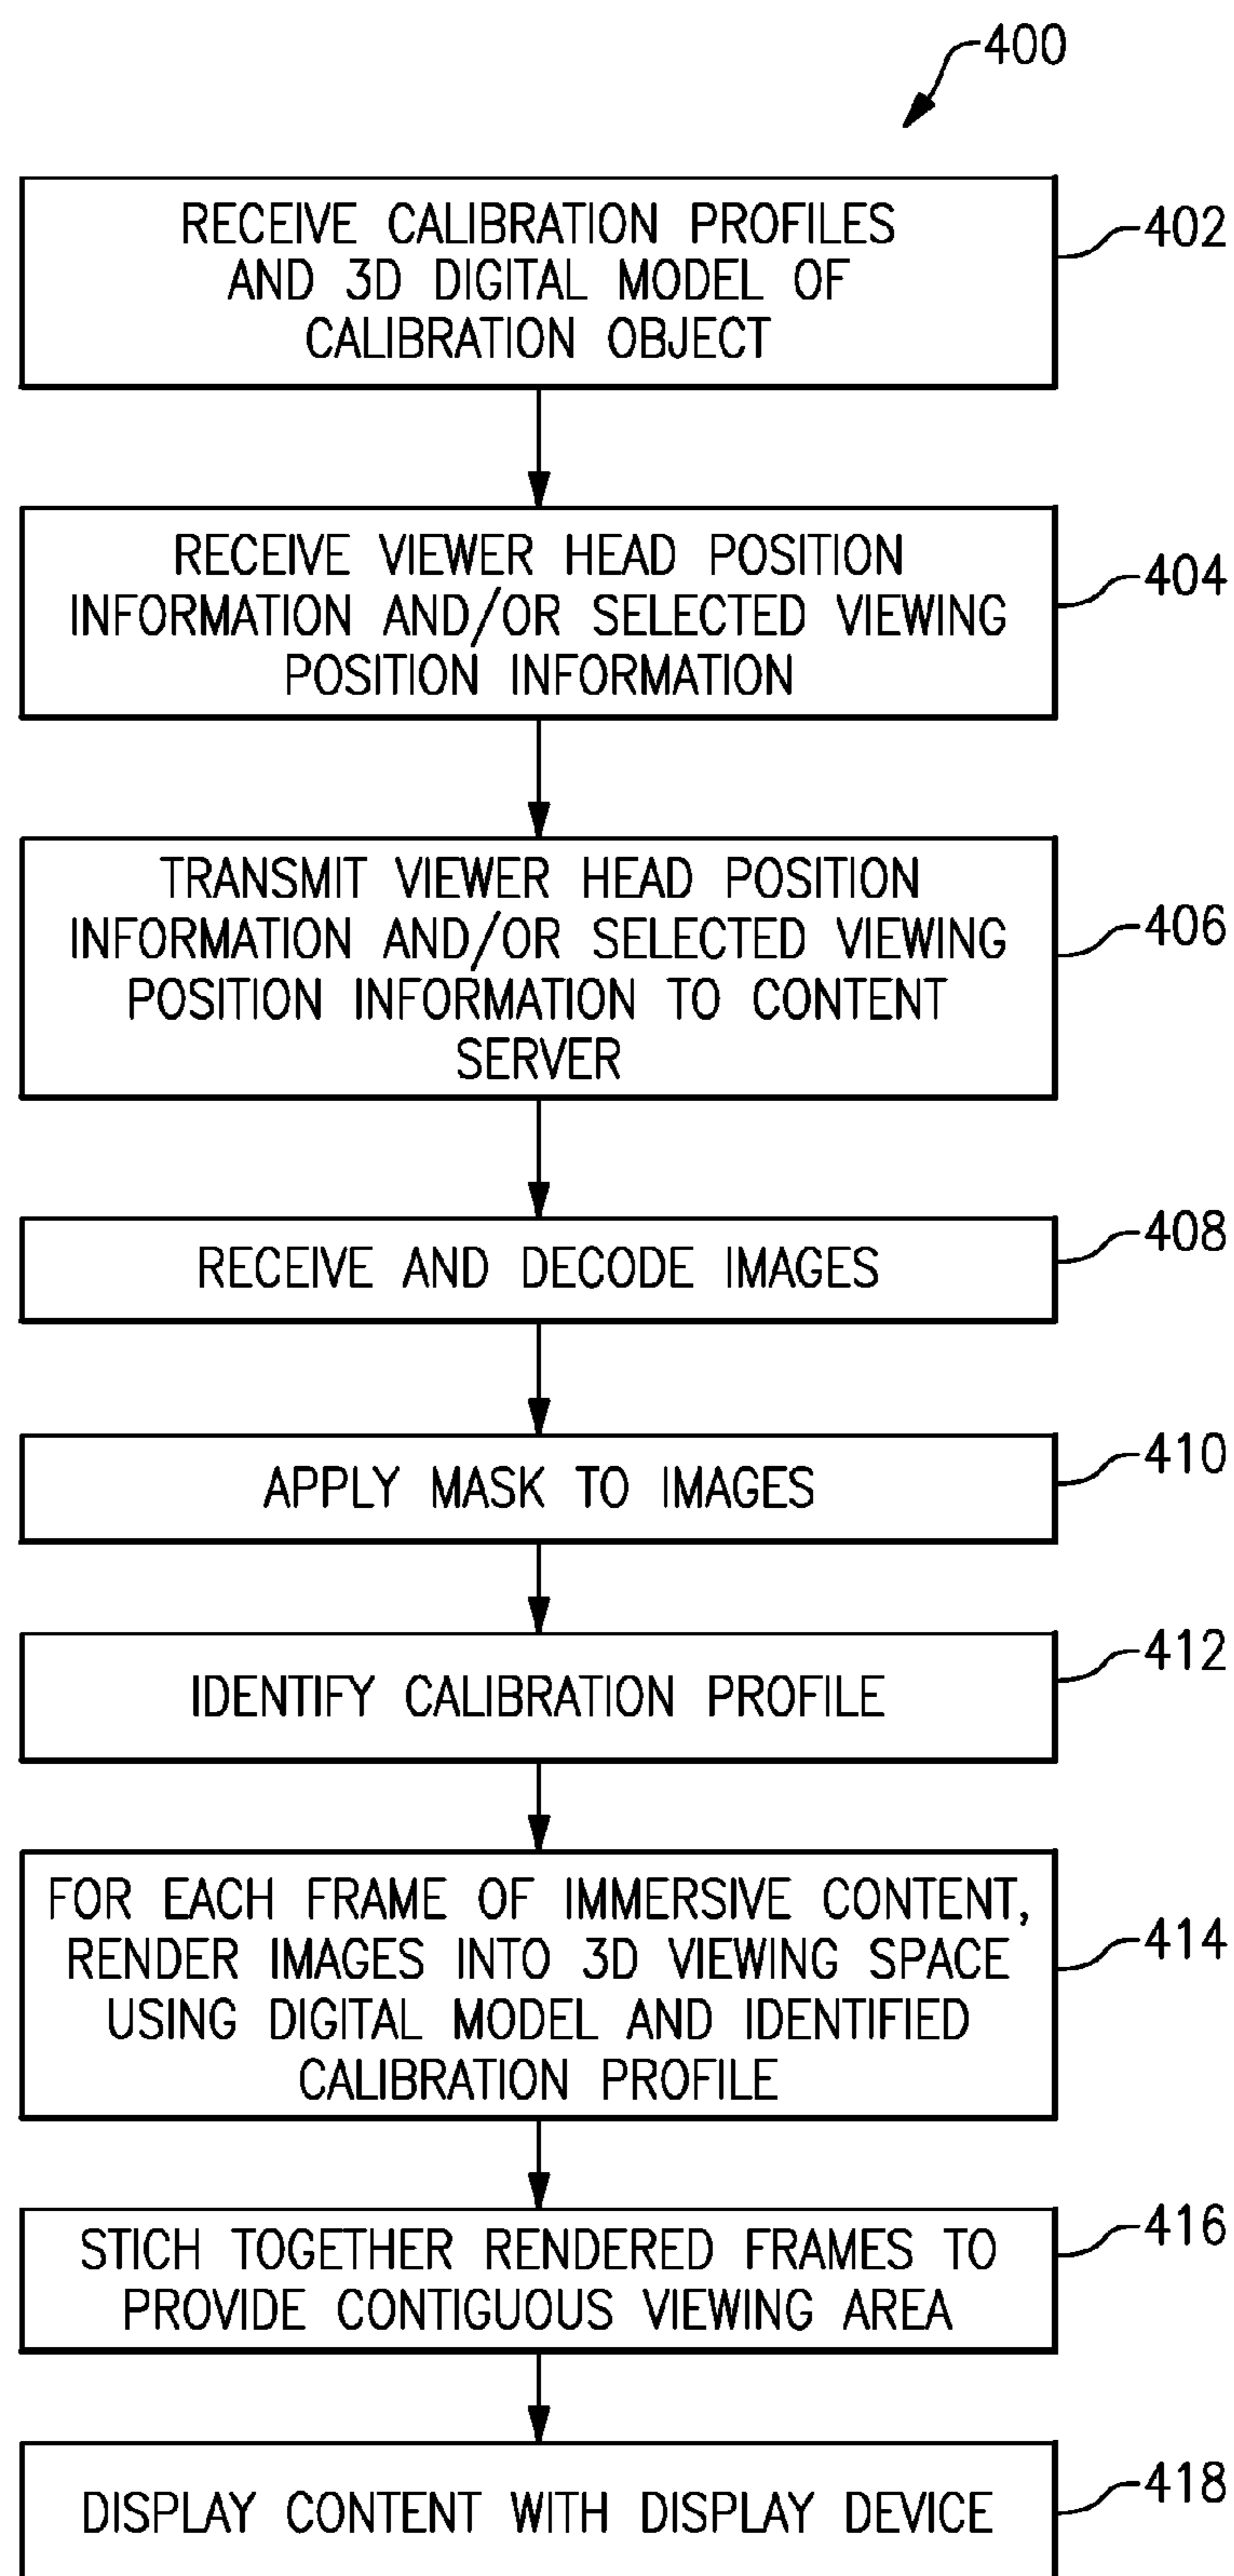 400
RECEIVE CALIBRATION PROFILES
AND 3D DIGITAL MODEL OF
CALIBRATION OBJECT
402
RECEIVE VIEWER HEAD POSITION
INFORMATION AND/OR SELECTED VIEWING
POSITION INFORMATION
404
TRANSMIT VIEWER HEAD POSITION
INFORMATION AND/OR SELECTED VIEWING
POSITION INFORMATION TO CONTENT
SERVER
406
RECEIVE AND DECODE IMAGES
408
APPLY MASK TO IMAGES
410
IDENTIFY CALIBRATION PROFILE
412
FOR EACH FRAME OF IMMERSIVE CONTENT,
RENDER IMAGES INTO 3D VIEWING SPACE
USING DIGITAL MODEL AND IDENTIFIED
CALIBRATION PROFILE
414
STICH TOGETHER RENDERED FRAMES TO
PROVIDE CONTIGUOUS VIEWING AREA
416
DISPLAY CONTENT WITH DISPLAY DEVICE
418